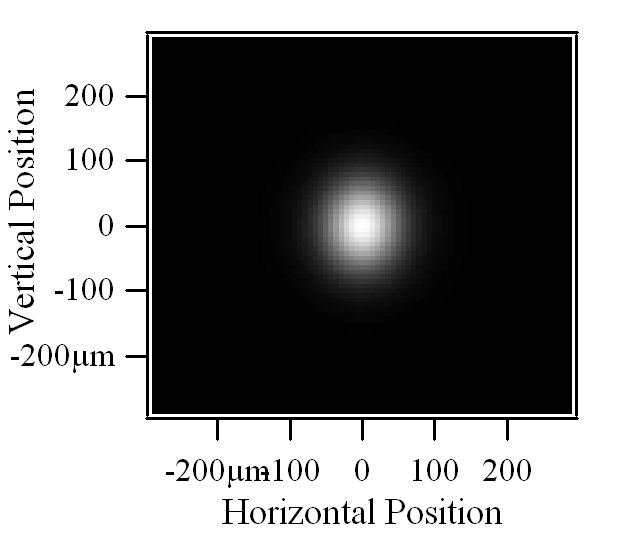 Vertical Position
200
100
0
-100
-200μm
-200μm -100 0 100 200
Horizontal Position